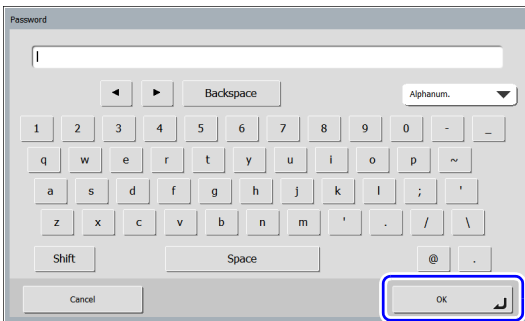 Password
◄ ► Backspace Alphanum.
1 2 3 4 5 6 7 8 9 0 - _
q w e r t y u i o p ~
a s d f g h j k l ; '
z x c v b n m ' . / \
Shift Space @ .
Cancel OK